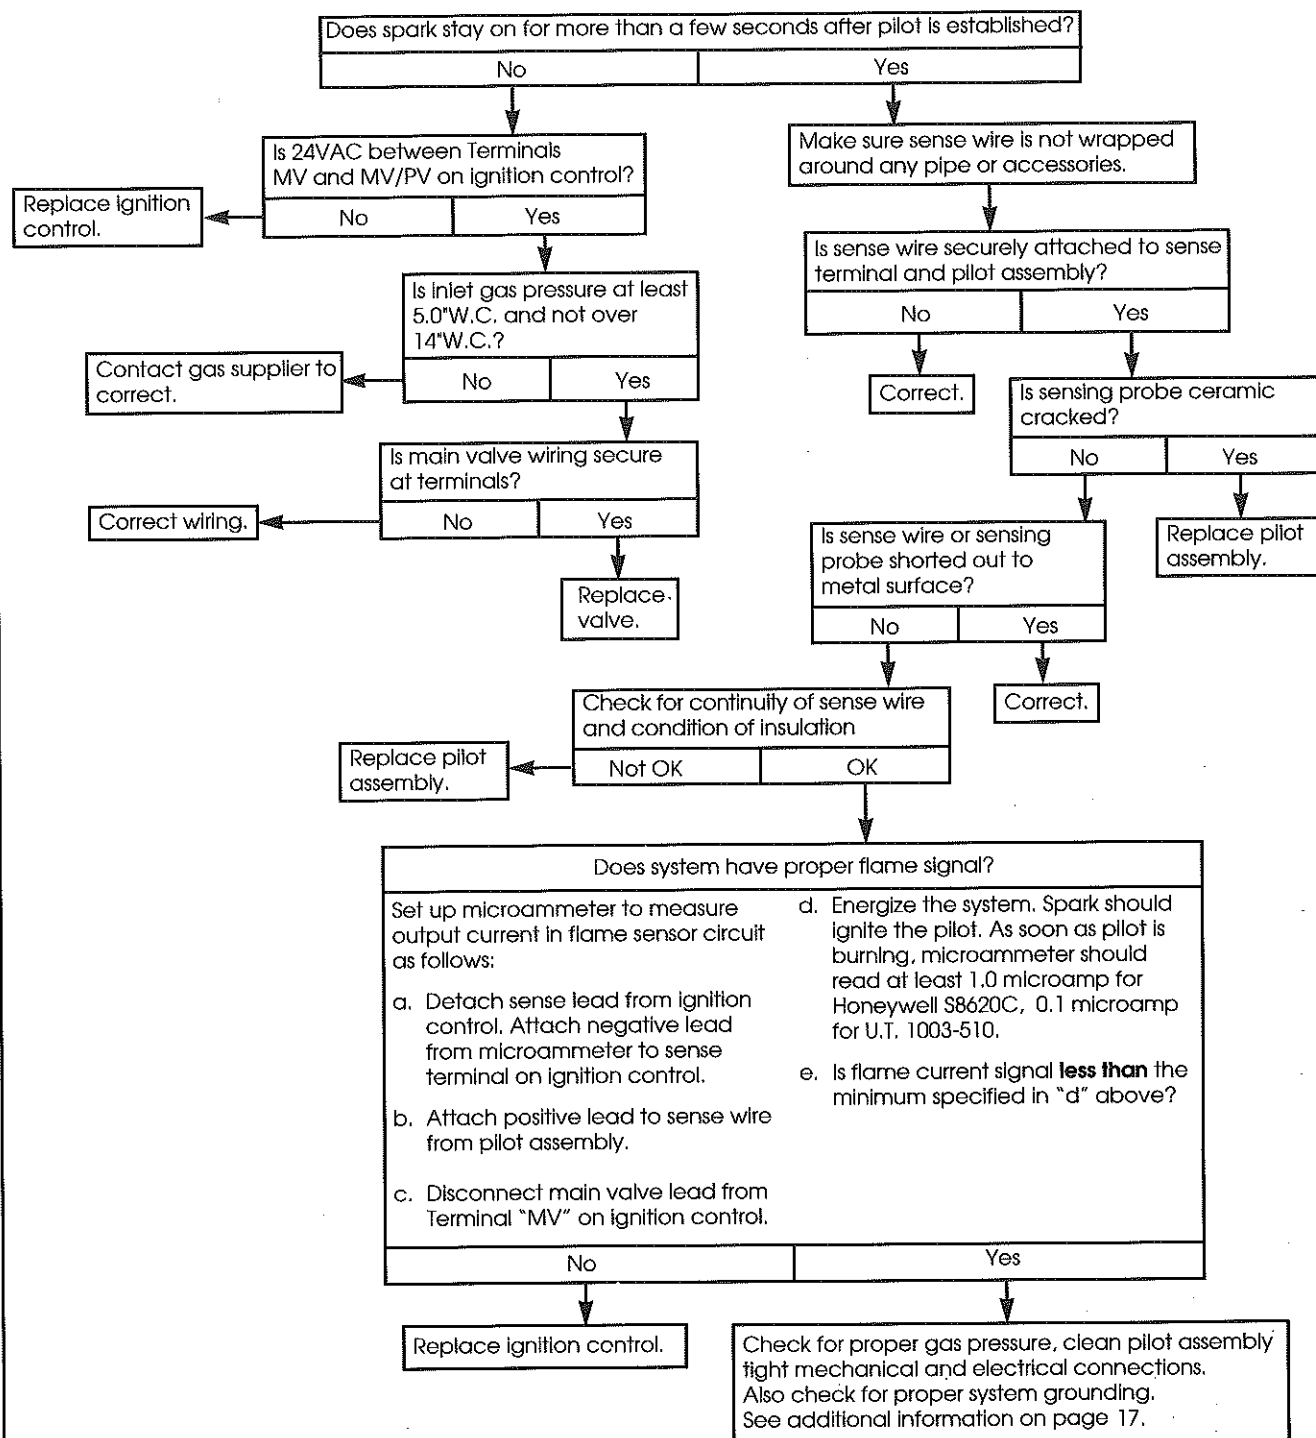 Does spark stay on for more than a few seconds after pilot is established?
No
Yes
Is 24VAC between Terminals
MV and MV/PV on ignition control?
No
Yes
Replace ignition
control.
Is inlet gas pressure at least
5.0"W.C. and not over
14"W.C.?
No
Yes
Contact gas supplier to
correct.
Is main valve wiring secure
at terminals?
No
Yes
Correct wiring.
Replace
valve.
Make sure sense wire is not wrapped
around any pipe or accessories.
Is sense wire securely attached to sense
terminal and pilot assembly?
No
Yes
Correct.
Is sensing probe ceramic
cracked?
No
Yes
Replace pilot
assembly.
Is sense wire or sensing
probe shorted out to
metal surface?
No
Yes
Correct.
Check for continuity of sense wire
and condition of insulation
Not OK
OK
Replace pilot
assembly.
Does system have proper flame signal?
Set up microammeter to measure
output current in flame sensor circuit
as follows:
a. Detach sense lead from ignition
control. Attach negative lead
from microammeter to sense
terminal on ignition control.
b. Attach positive lead to sense wire
from pilot assembly.
c. Disconnect main valve lead from
Terminal "MV" on ignition control.
d. Energize the system. Spark should
ignite the pilot. As soon as pilot is
burning, microammeter should
read at least 1.0 microamp for
Honeywell S8620C, 0.1 microamp
for U.T. 1003-510.
e. Is flame current signal less than the
minimum specified in "d" above?
No
Yes
Replace ignition control.
Check for proper gas pressure, clean pilot assembly
tight mechanical and electrical connections.
Also check for proper system grounding.
See additional information on page 17.